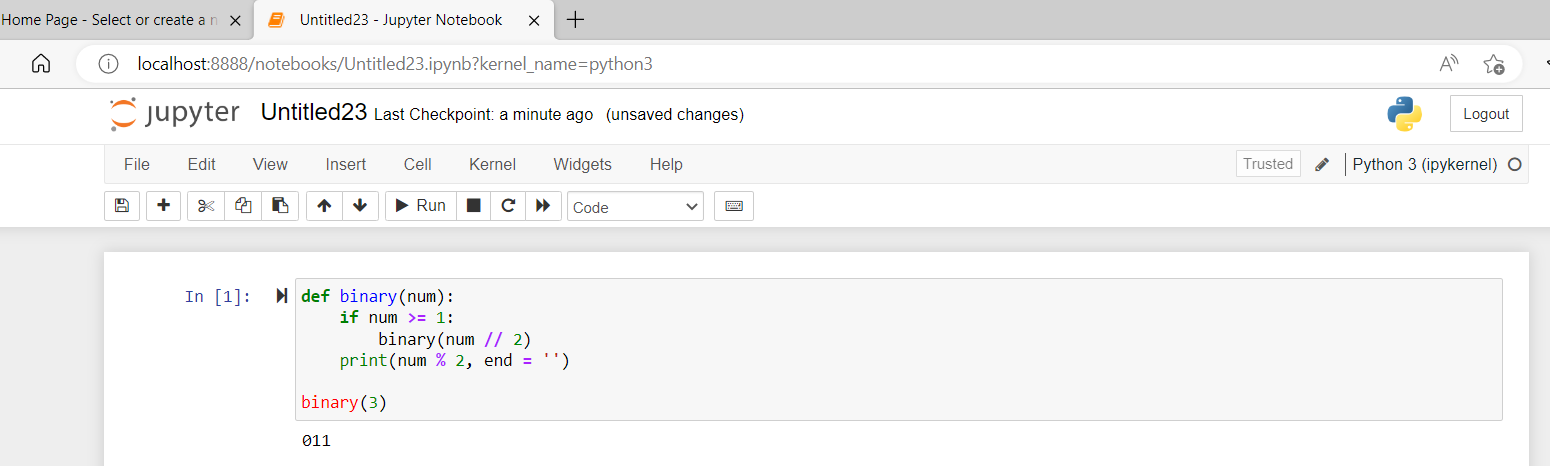 Home Page - Select or create a n
Untitled23 - Jupyter Notebook
localhost:8888/notebooks/Untitled23.ipynb?kernel_name=python3
jupyter Untitled23 Last Checkpoint: a minute ago (unsaved changes)
Logout
File Edit View Insert Cell Kernel Widgets Help
Trusted
Python 3 (ipykernel)
Run
Code
In [1]:
def binary(num):
    if num >= 1:
        binary(num // 2)
    print(num % 2, end = '')
binary(3)
011